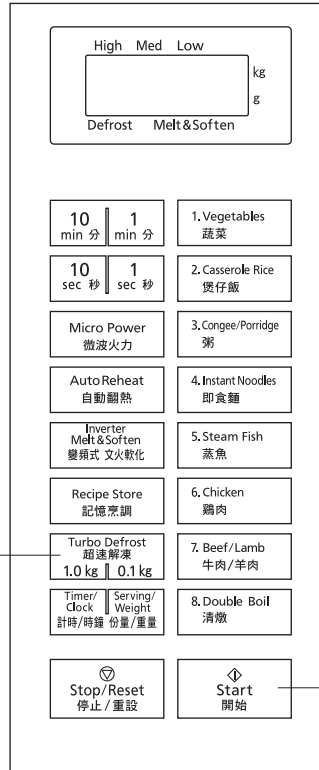 High Med Low
kg
g
Defrost Melt&Soften
10 1
min 分 min 分
10 1
sec 秒 sec 秒
Micro Power
微波火力
Auto Reheat
自動翻熱
Inverter
Melt&Soften
變頻式 文火軟化
Recipe Store
記憶烹調
Turbo Defrost
超速解凍
1.0 kg 0.1 kg
Timer/ Serving/
Clock Weight
計時/時鐘 份量/重量
Stop/Reset
停止/重設
1. Vegetables
蔬菜
2. Casserole Rice
煲仔飯
3. Congee/Porridge
粥
4. Instant Noodles
即食麵
5. Steam Fish
蒸魚
6. Chicken
鷄肉
7. Beef/Lamb
牛肉/羊肉
8. Double Boil
清燉
Start
開始